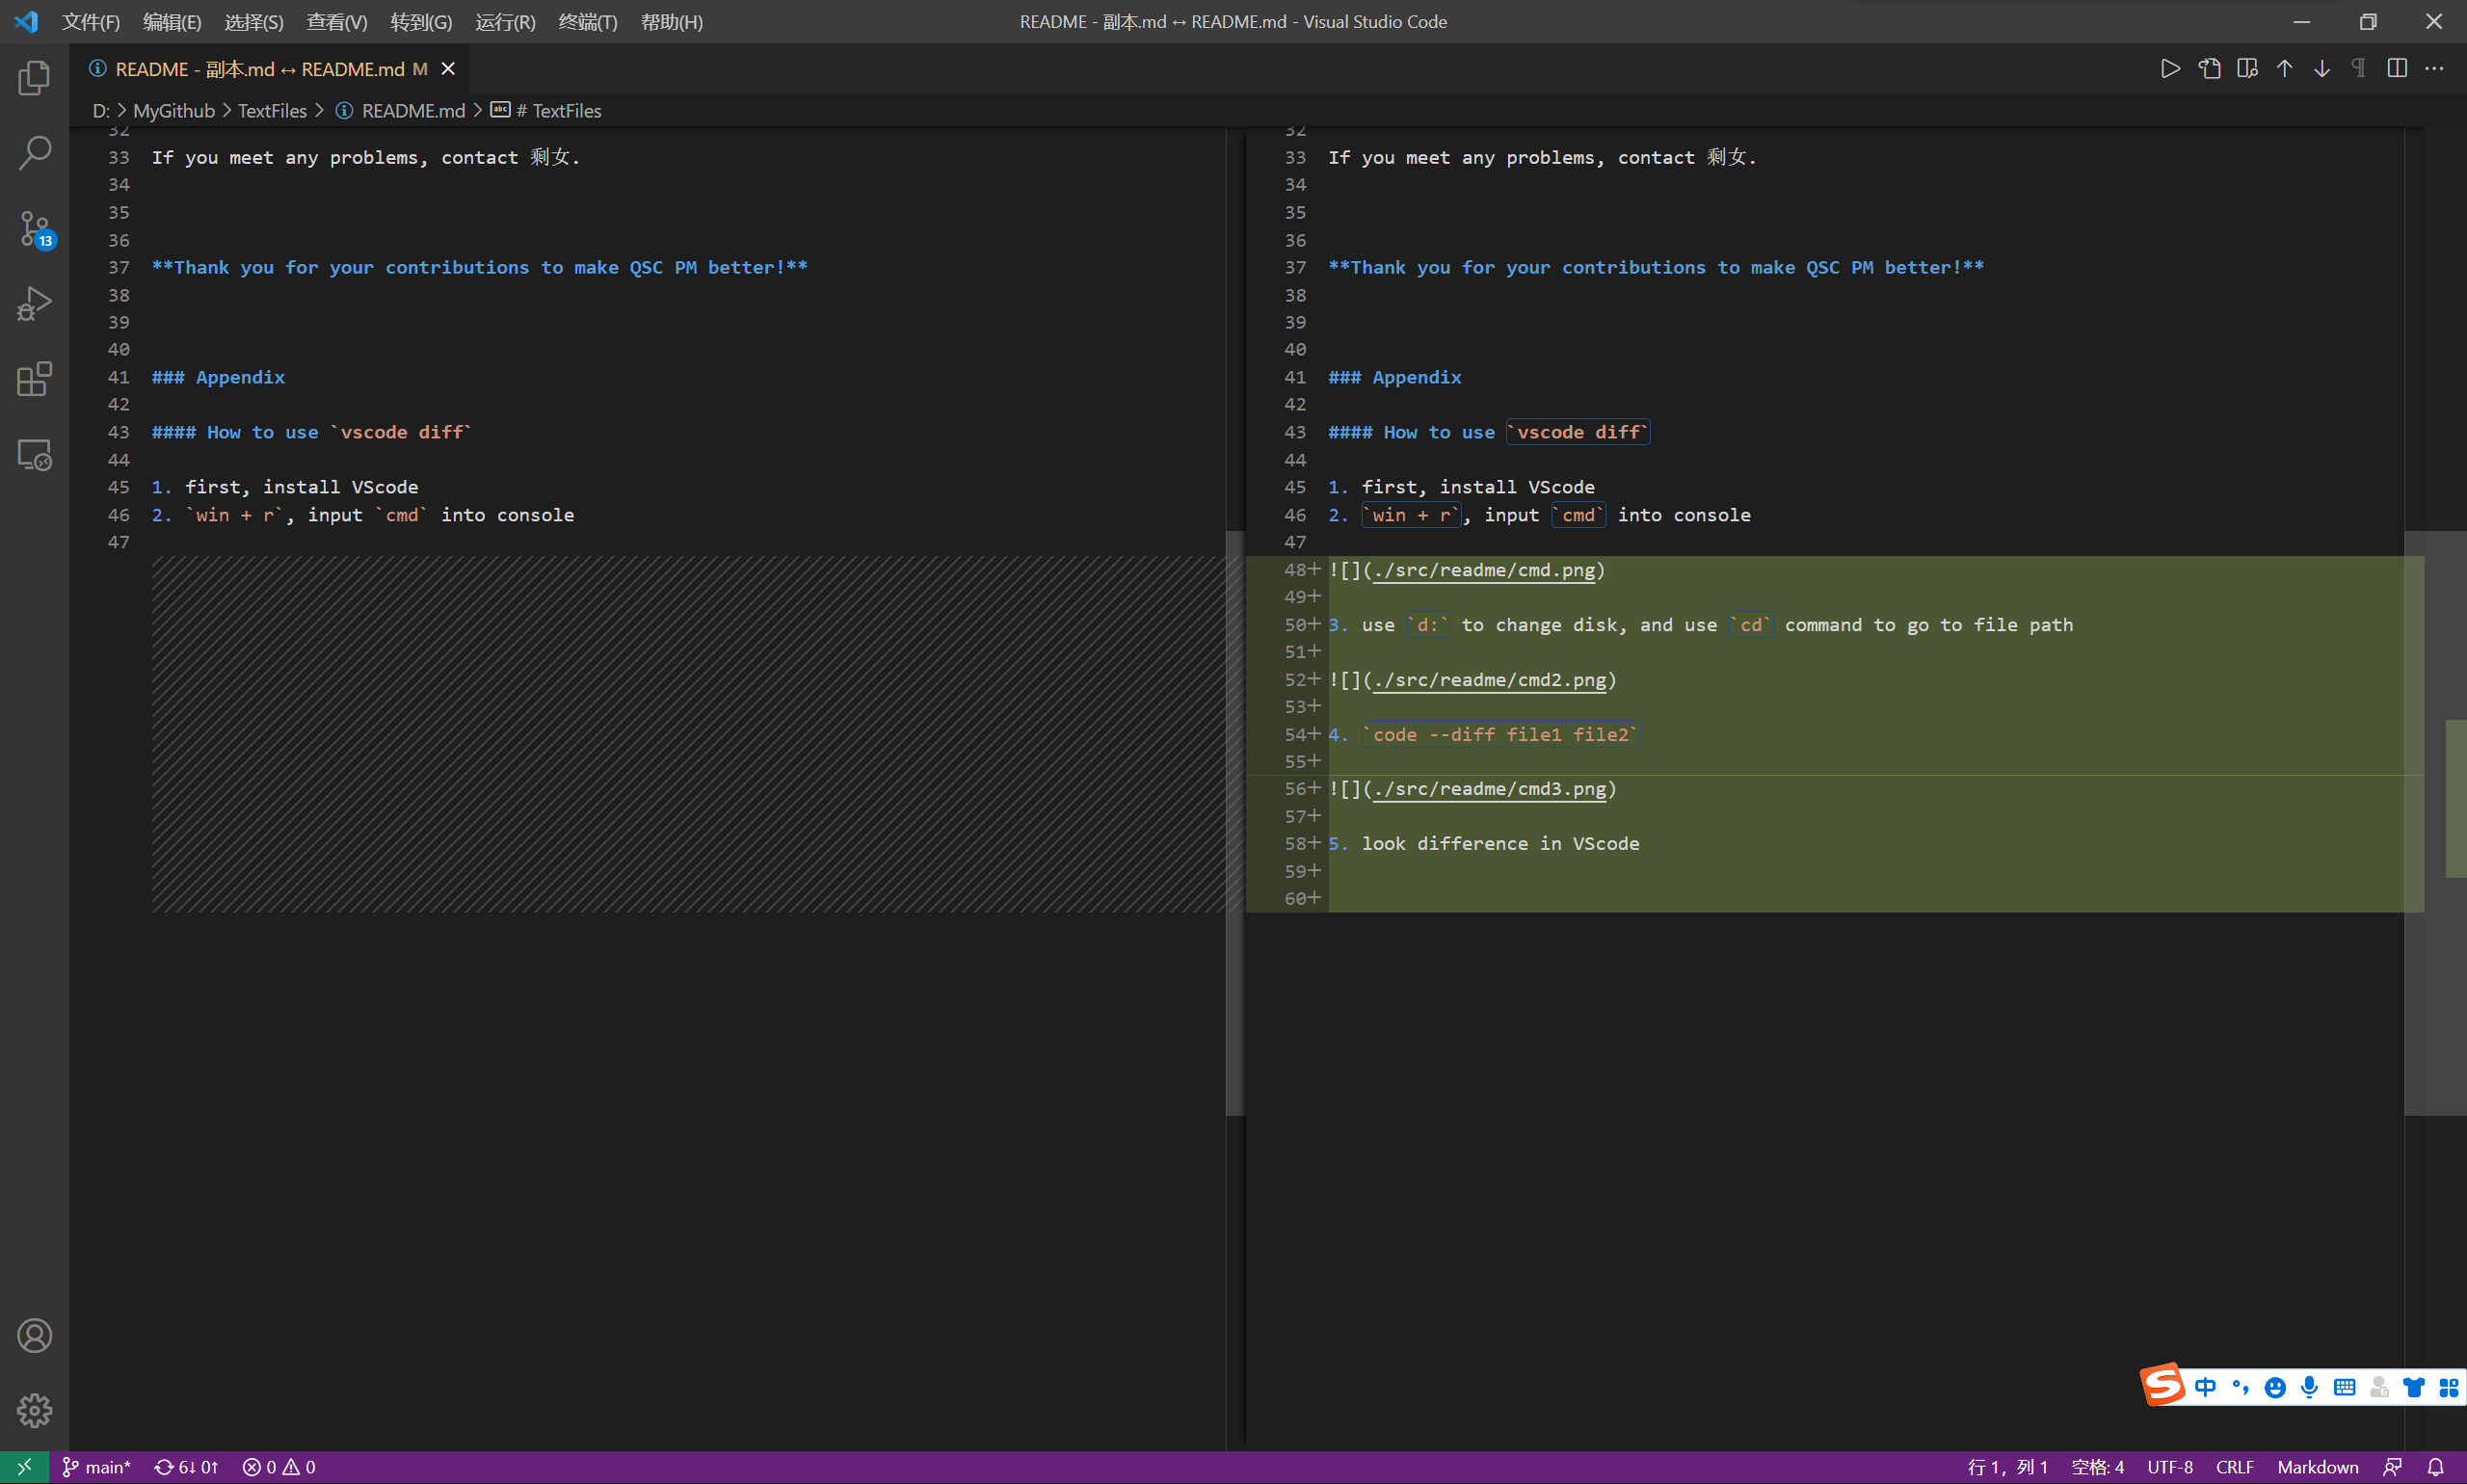 文件(F) 编辑(E) 选择(S) 查看(V) 转到(G) 运行(R) 终端(T) 帮助(H) README - 副本.md ↔ README.md - Visual Studio Code
README - 副本.md ↔ README.md M
D: > MyGithub > TextFiles > README.md > abc # TextFiles
13
32
33 If you meet any problems, contact 剩女.
34
35
36
37 **Thank you for your contributions to make QSC PM better!**
38
39
40
41 ### Appendix
42
43 #### How to use `vscode diff`
44
45 1. first, install VScode
46 2. `win + r`, input `cmd` into console
47
32
33 If you meet any problems, contact 剩女.
34
35
36
37 **Thank you for your contributions to make QSC PM better!**
38
39
40
41 ### Appendix
42
43 #### How to use `vscode diff`
44
45 1. first, install VScode
46 2. `win + r`, input `cmd` into console
47
48+ ![](./src/readme/cmd.png)
49+
50+ 3. use `d:` to change disk, and use `cd` command to go to file path
51+
52+ ![](./src/readme/cmd2.png)
53+
54+ 4. `code --diff file1 file2`
55+
56+ ![](./src/readme/cmd3.png)
57+
58+ 5. look difference in VScode
59+
60+
S 中
main* 6↓ 0↑ 0 0 行 1，列 1 空格: 4 UTF-8 CRLF Markdown